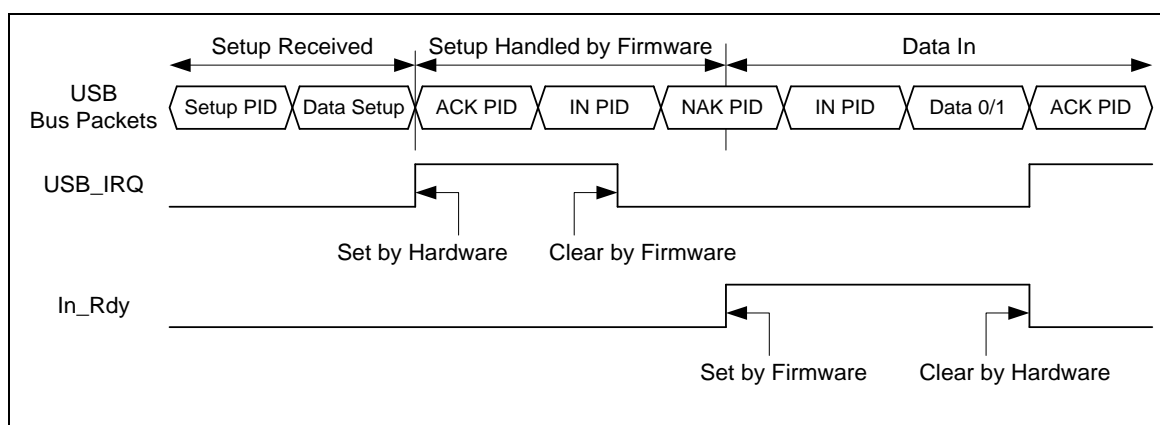 Setup Received Setup Handled by Firmware Data In
USB
Bus Packets
Setup PID Data Setup ACK PID IN PID NAK PID IN PID Data 0/1 ACK PID
USB_IRQ
Set by Hardware Clear by Firmware
In_Rdy
Set by Firmware Clear by Hardware